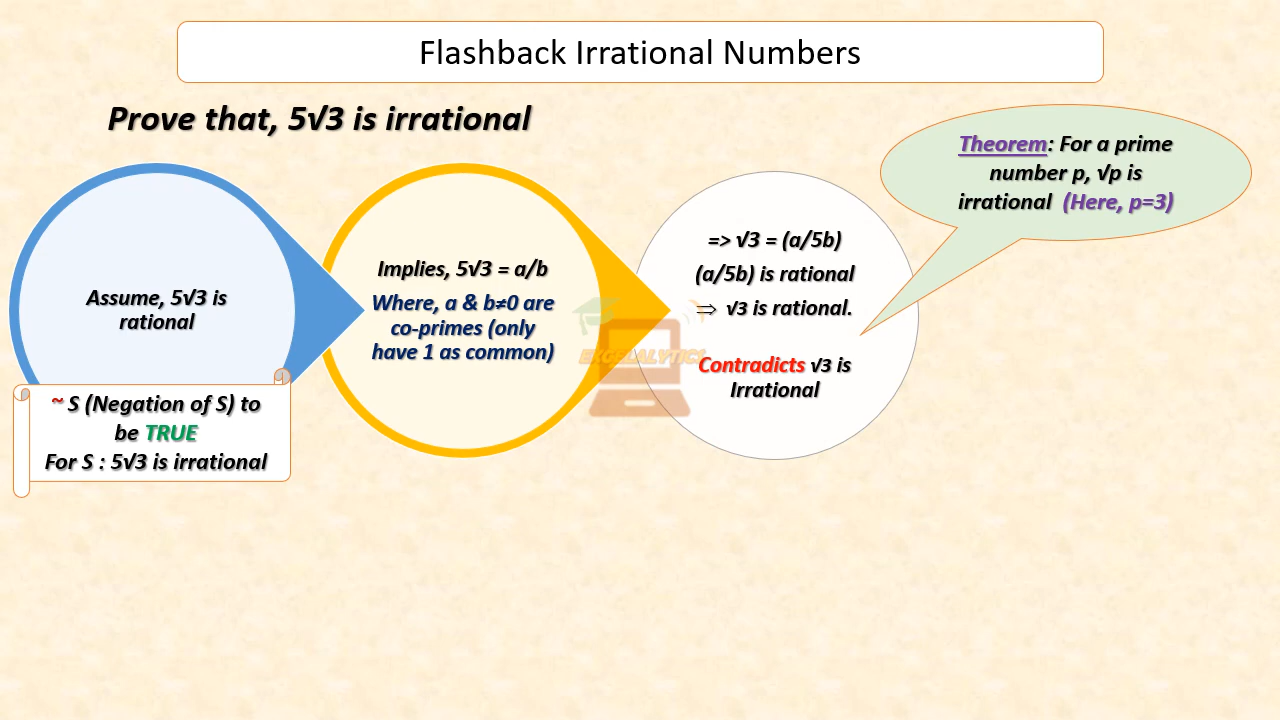 Flashback Irrational Numbers
Prove that, 5√3 is irrational
Assume, 5√3 is
rational
~ S (Negation of S) to
be TRUE
For S : 5√3 is irrational
Implies, 5√3 = a/b
Where, a & b≠0 are
co-primes (only
have 1 as common)
=> √3 = (a/5b)
(a/5b) is rational
⇒ √3 is rational.
Contradicts √3 is
Irrational
Theorem: For a prime
number p, √p is
irrational (Here, p=3)
EXCELALYTICS